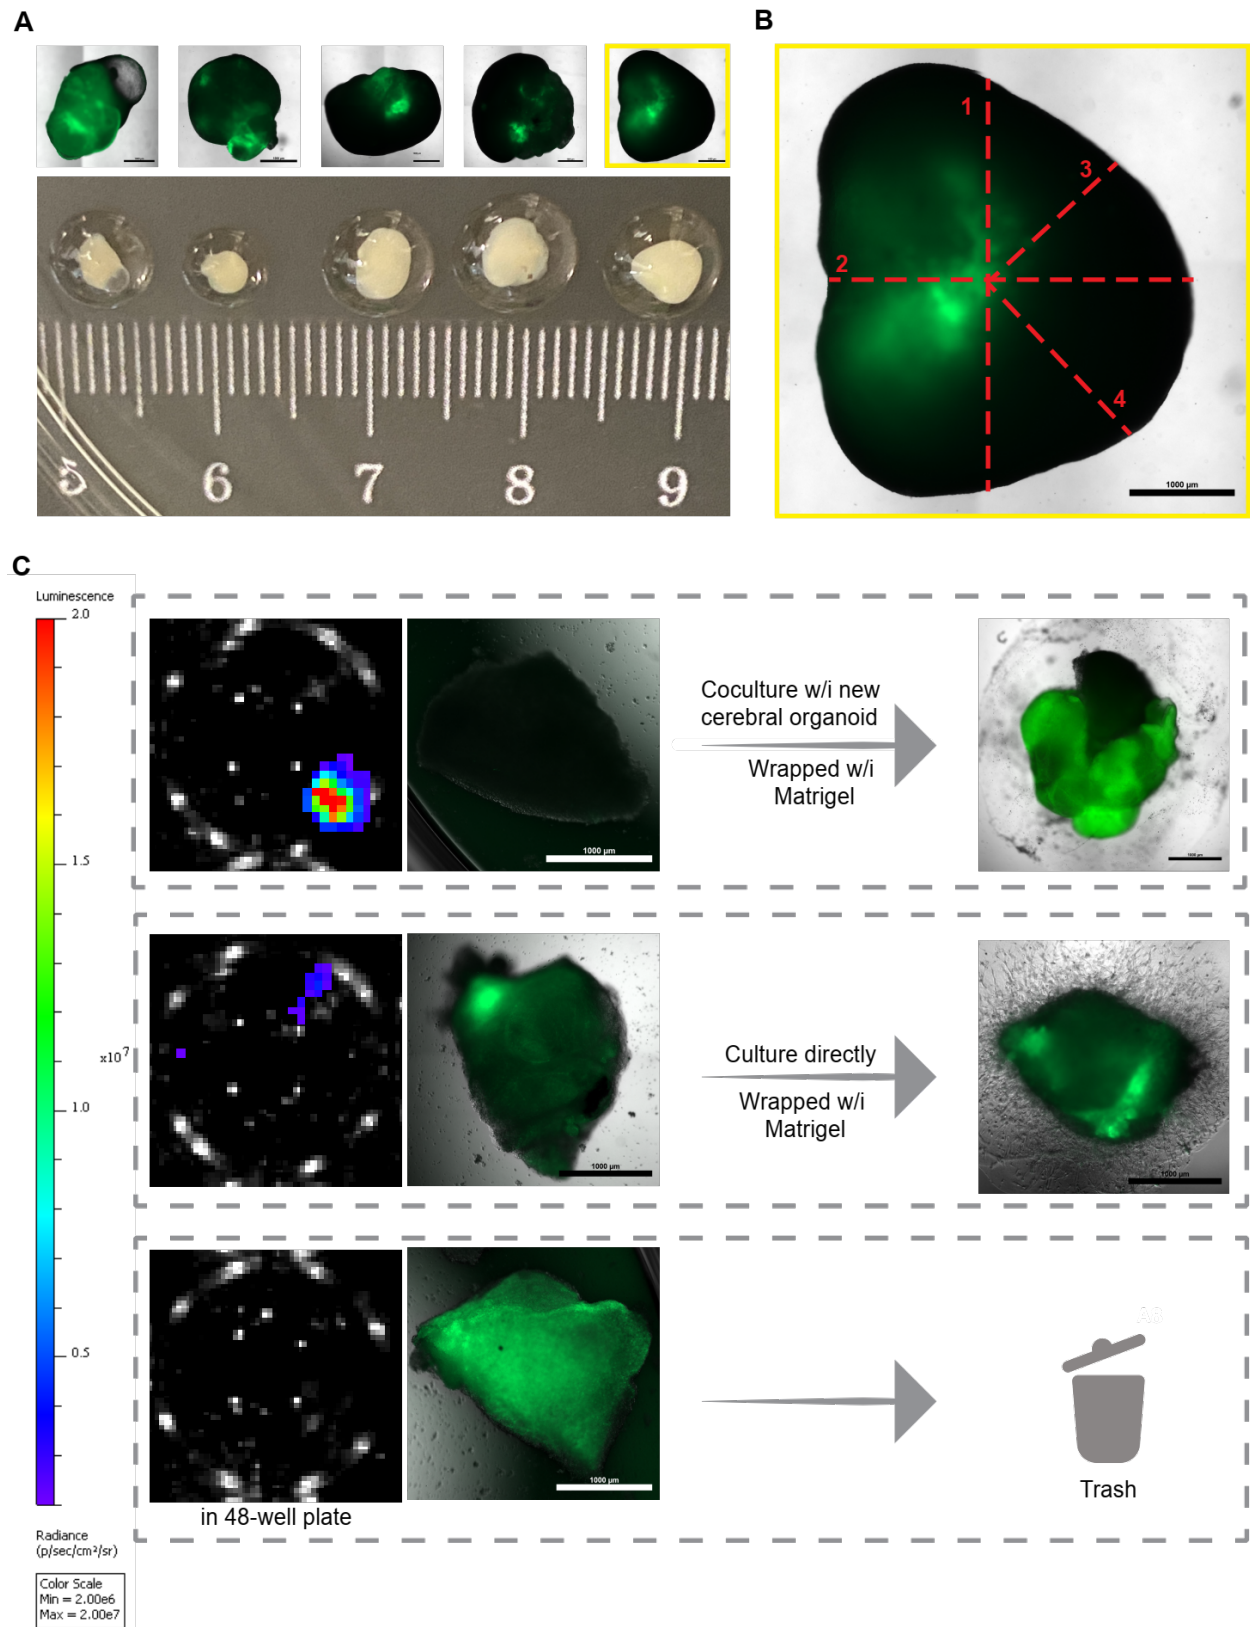 A
B
5 6 7 8 9
1
3
2
4
1000 µm
C
Luminescence
2.0
1.5
x10⁷
1.0
0.5
Radiance
(p/sec/cm²/sr)
Color Scale
Min = 2.00e6
Max = 2.00e7
1000 µm
Coculture w/i new
cerebral organoid
Wrapped w/i
Matrigel
1000 µm
Culture directly
Wrapped w/i
Matrigel
1000 µm
in 48-well plate
1000 µm
Trash